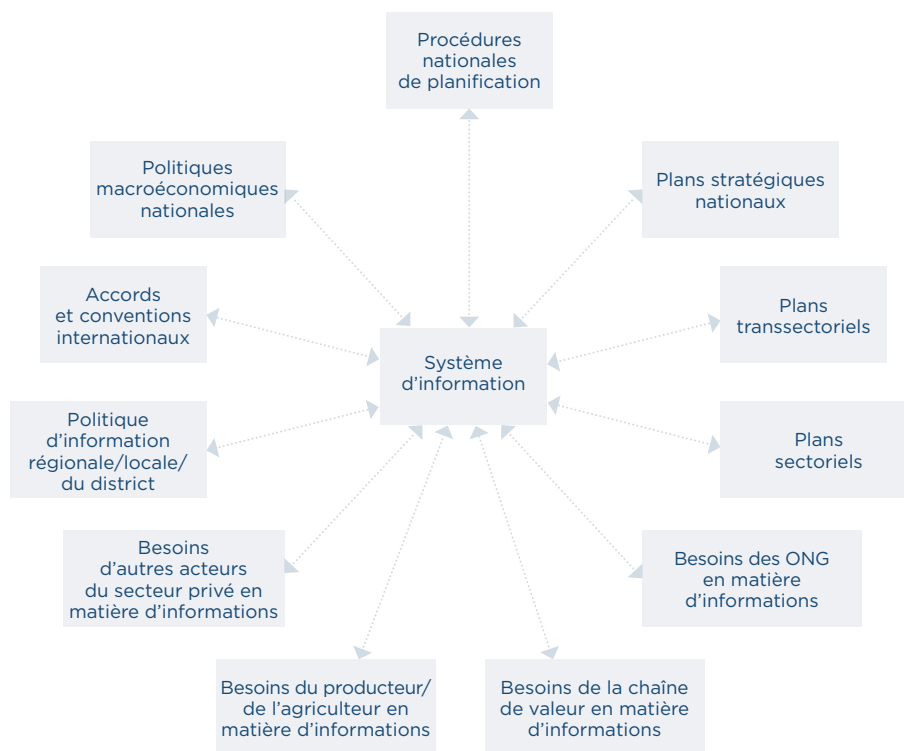 Procédures
nationales
de planification
Politiques
macroéconomiques
nationales
Plans stratégiques
nationaux
Accords
et conventions
internationaux
Plans
transsectoriels
Système
d’information
Politique
d’information
régionale/locale/
du district
Plans
sectoriels
Besoins
d’autres acteurs
du secteur privé en
matière d’informations
Besoins des ONG
en matière
d’informations
Besoins du producteur/
de l’agriculteur en
matière d’informations
Besoins de la chaîne
de valeur en matière
d’informations